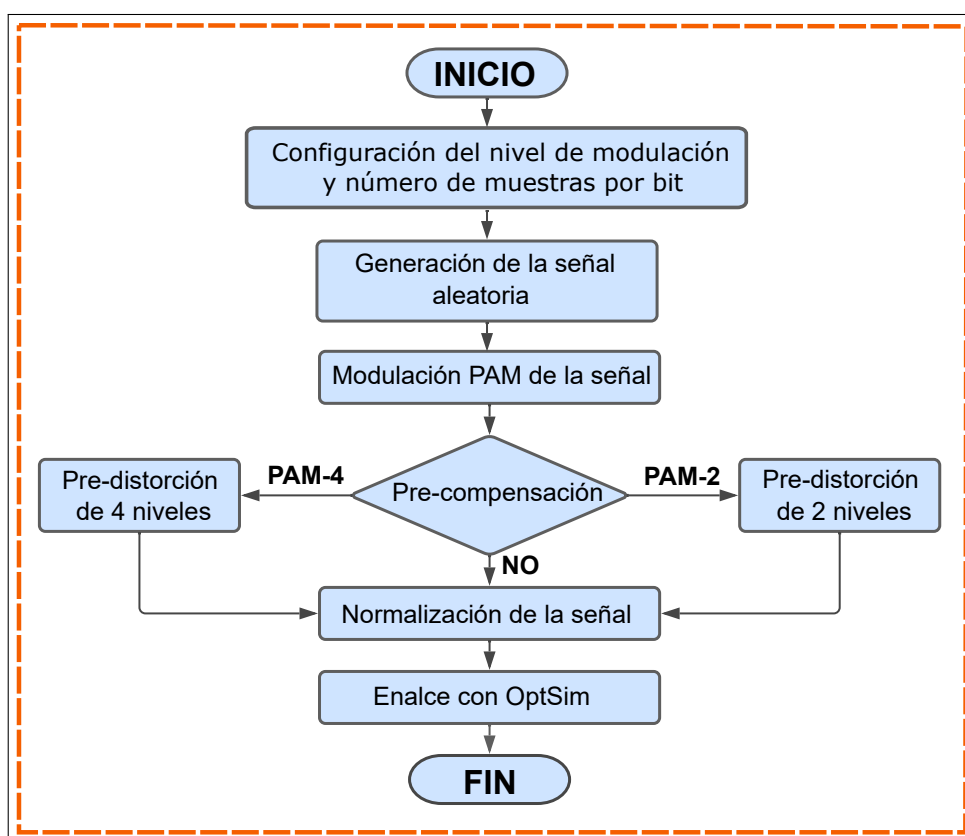 INICIO
Configuración del nivel de modulación
y número de muestras por bit
Generación de la señal
aleatoria
Modulación PAM de la señal
PAM-4
PAM-2
Pre-distorción
de 4 niveles
Pre-compensación
Pre-distorción
de 2 niveles
NO
Normalización de la señal
Enalce con OptSim
FIN